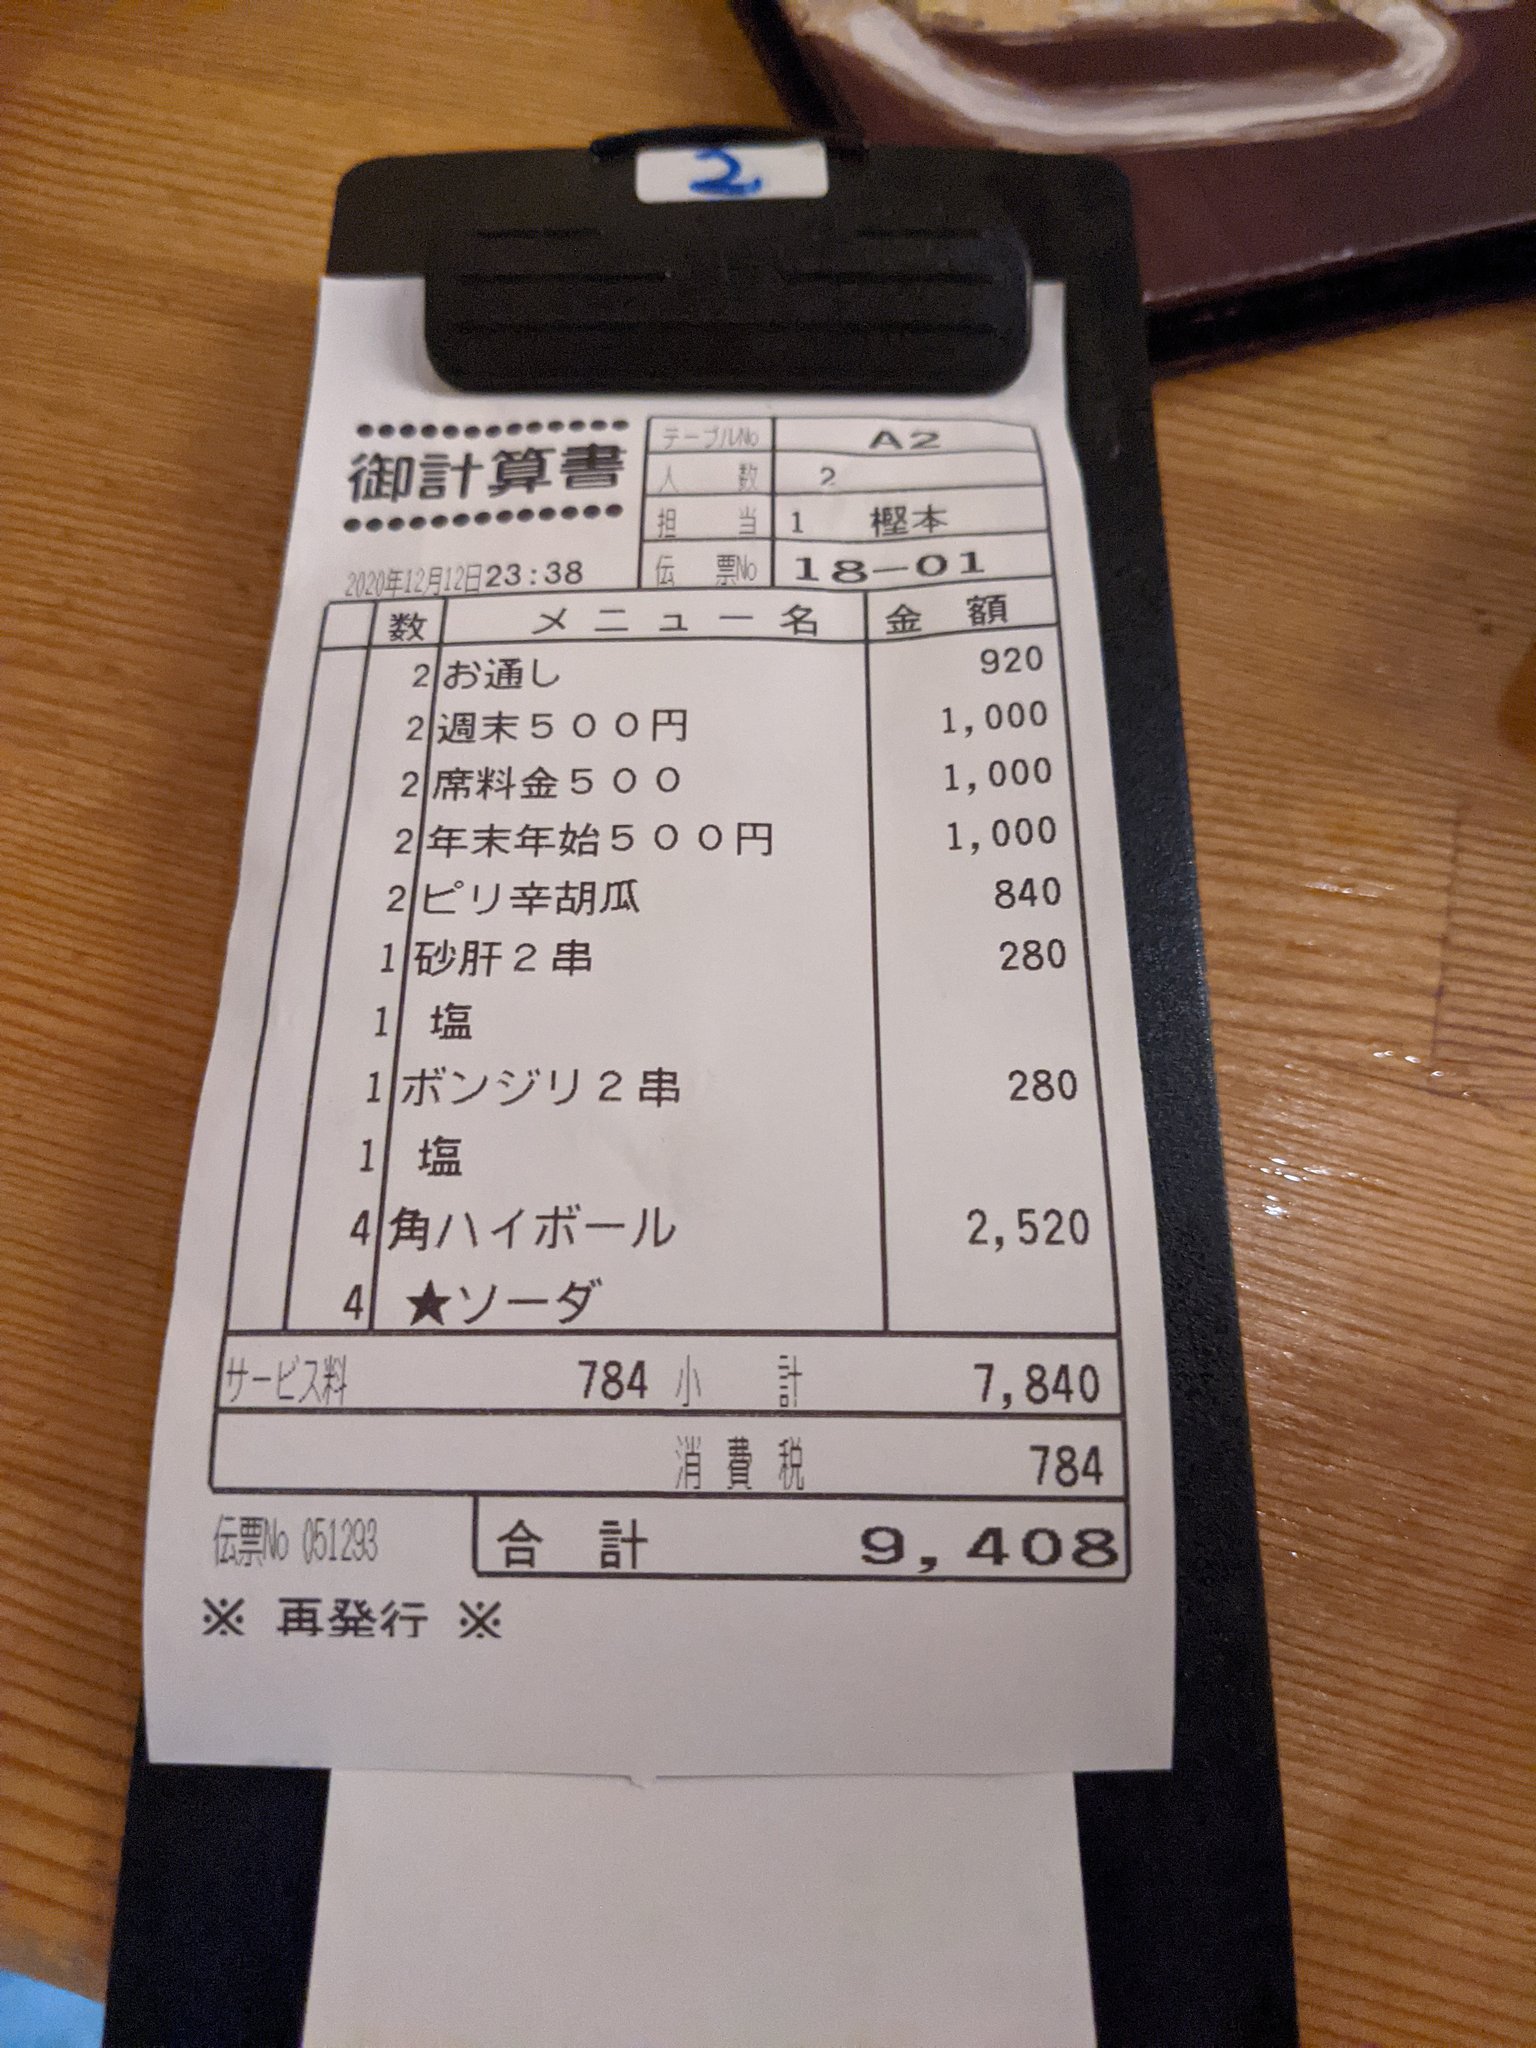 2
御計算書
テーブルNo A2
人数 2
担当 1 樫本
伝票No 18-01
2020年12月12日23:38
数 メニュー名 金額
2 お通し 920
2 週末500円 1,000
2 席料金500 1,000
2 年末年始500円 1,000
2 ピリ辛胡瓜 840
1 砂肝2串 280
1 塩
1 ボンジリ2串 280
1 塩
4 角ハイボール 2,520
4 ★ソーダ
サービス料 784 小計 7,840
消費税 784
伝票No 051293 合計 9,408
※ 再発行 ※